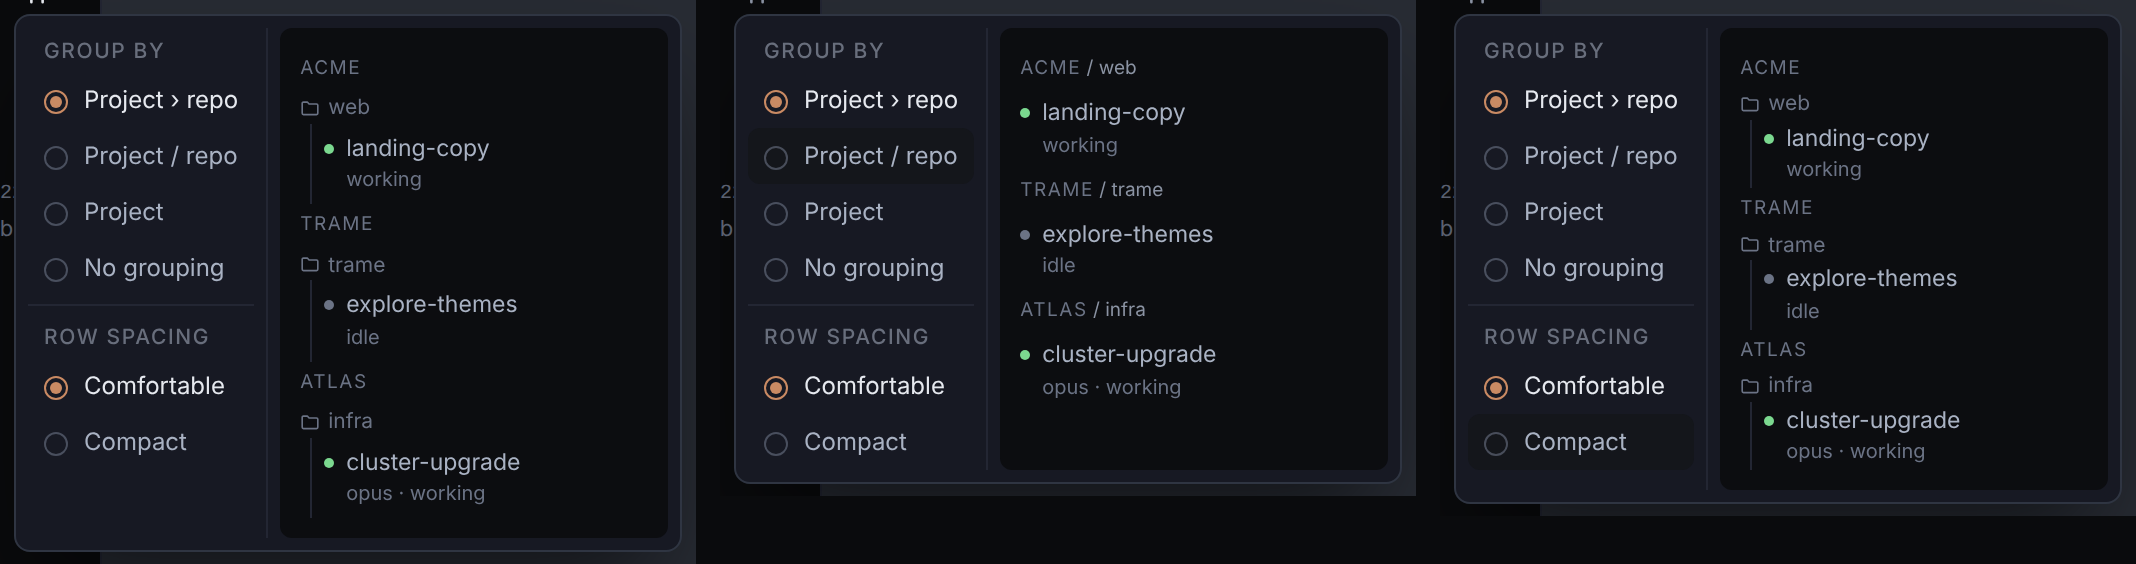 GROUP BY
Project › repo
Project / repo
Project
No grouping
ROW SPACING
Comfortable
Compact
ACME
web
landing-copy
working
TRAME
trame
explore-themes
idle
ATLAS
infra
cluster-upgrade
opus · working
2
b
GROUP BY
Project › repo
Project / repo
Project
No grouping
ROW SPACING
Comfortable
Compact
ACME / web
landing-copy
working
TRAME / trame
explore-themes
idle
ATLAS / infra
cluster-upgrade
opus · working
2
b
GROUP BY
Project › repo
Project / repo
Project
No grouping
ROW SPACING
Comfortable
Compact
ACME
web
landing-copy
working
TRAME
trame
explore-themes
idle
ATLAS
infra
cluster-upgrade
opus · working
2
b